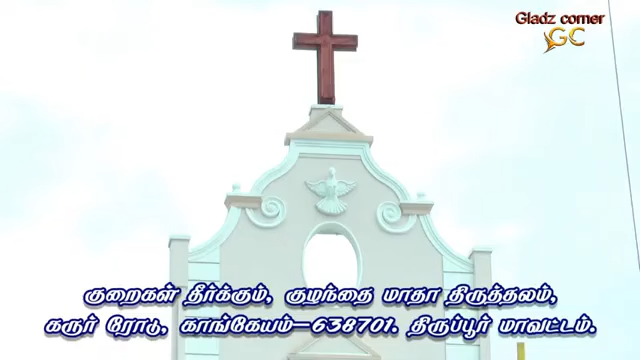 Gladz corner
GC
குறைகள் தீர்க்கும், குழந்தை மாதா திருத்தலம்,
கரூர் ரோடு, காங்கேயம்-638701. திருப்பூர் மாவட்டம்.